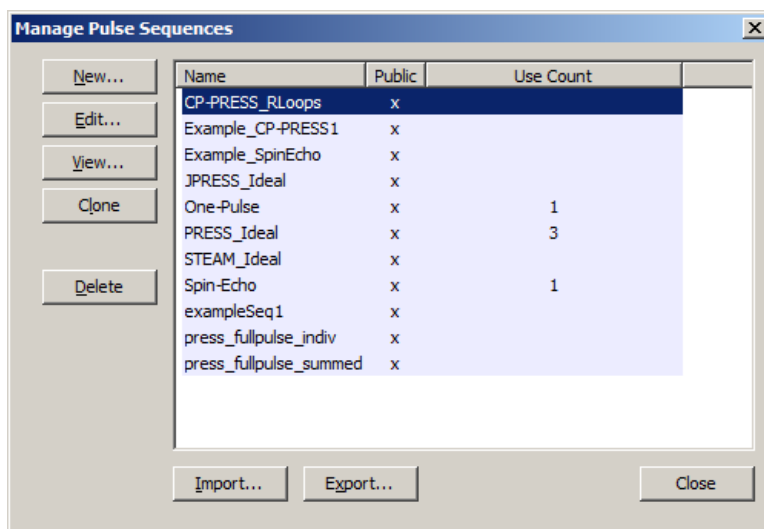 Manage Pulse Sequences
New...
Edit...
View...
Clone
Delete
Name Public Use Count
CP-PRESS_RLoops x
Example_CP-PRESS1 x
Example_SpinEcho x
JPRESS_Ideal x
One-Pulse x 1
PRESS_Ideal x 3
STEAM_Ideal x
Spin-Echo x 1
exampleSeq1 x
press_fullpulse_indiv x
press_fullpulse_summed x
Import... Export... Close